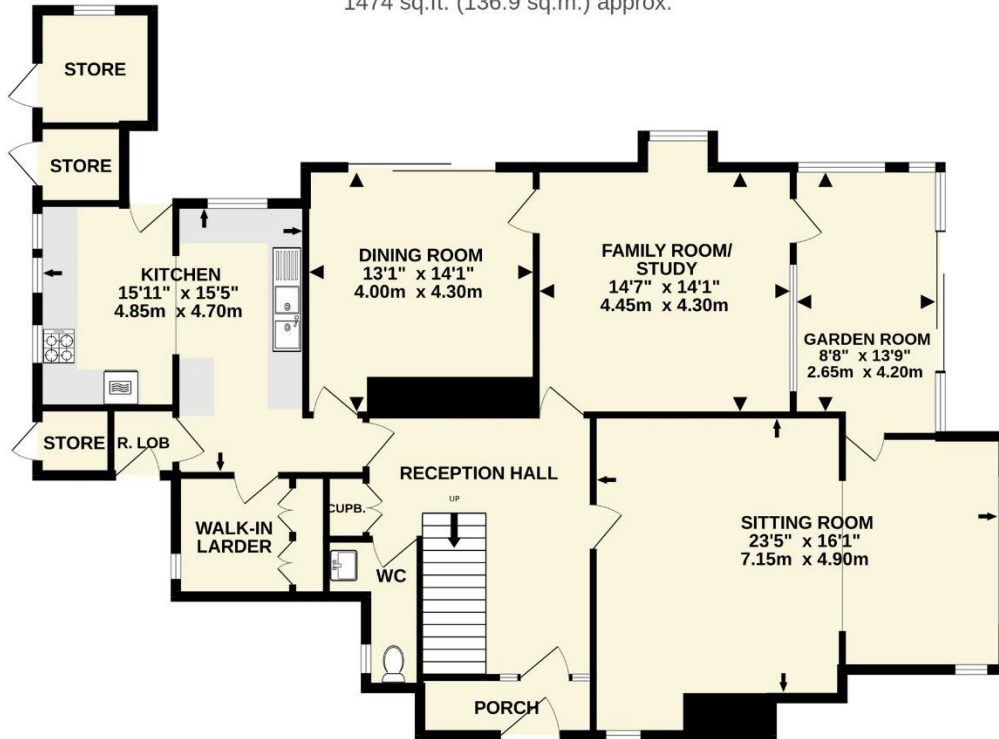 1474 sq.ft. (136.9 sq.m.) approx.
STORE
STORE
KITCHEN
15'11" x 15'5"
4.85m x 4.70m
DINING ROOM
13'1" x 14'1"
4.00m x 4.30m
FAMILY ROOM/
STUDY
14'7" x 14'1"
4.45m x 4.30m
GARDEN ROOM
8'8" x 13'9"
2.65m x 4.20m
STORE
R. LOB
RECEPTION HALL
UP
CUPB.
WALK-IN
LARDER
WC
SITTING ROOM
23'5" x 16'1"
7.15m x 4.90m
PORCH